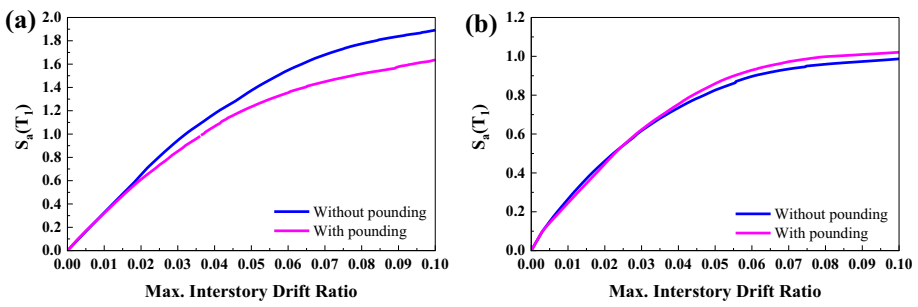 (a)
2.0
1.8
1.6
1.4
1.2
1.0
0.8
0.6
0.4
0.2
0.0
Sa(T1)
Without pounding
With pounding
0.00 0.01 0.02 0.03 0.04 0.05 0.06 0.07 0.08 0.09 0.10
Max. Interstory Drift Ratio
(b)
1.2
1.0
0.8
0.6
0.4
0.2
0.0
Sa(T1)
Without pounding
With pounding
0.00 0.01 0.02 0.03 0.04 0.05 0.06 0.07 0.08 0.09 0.10
Max. Interstory Drift Ratio